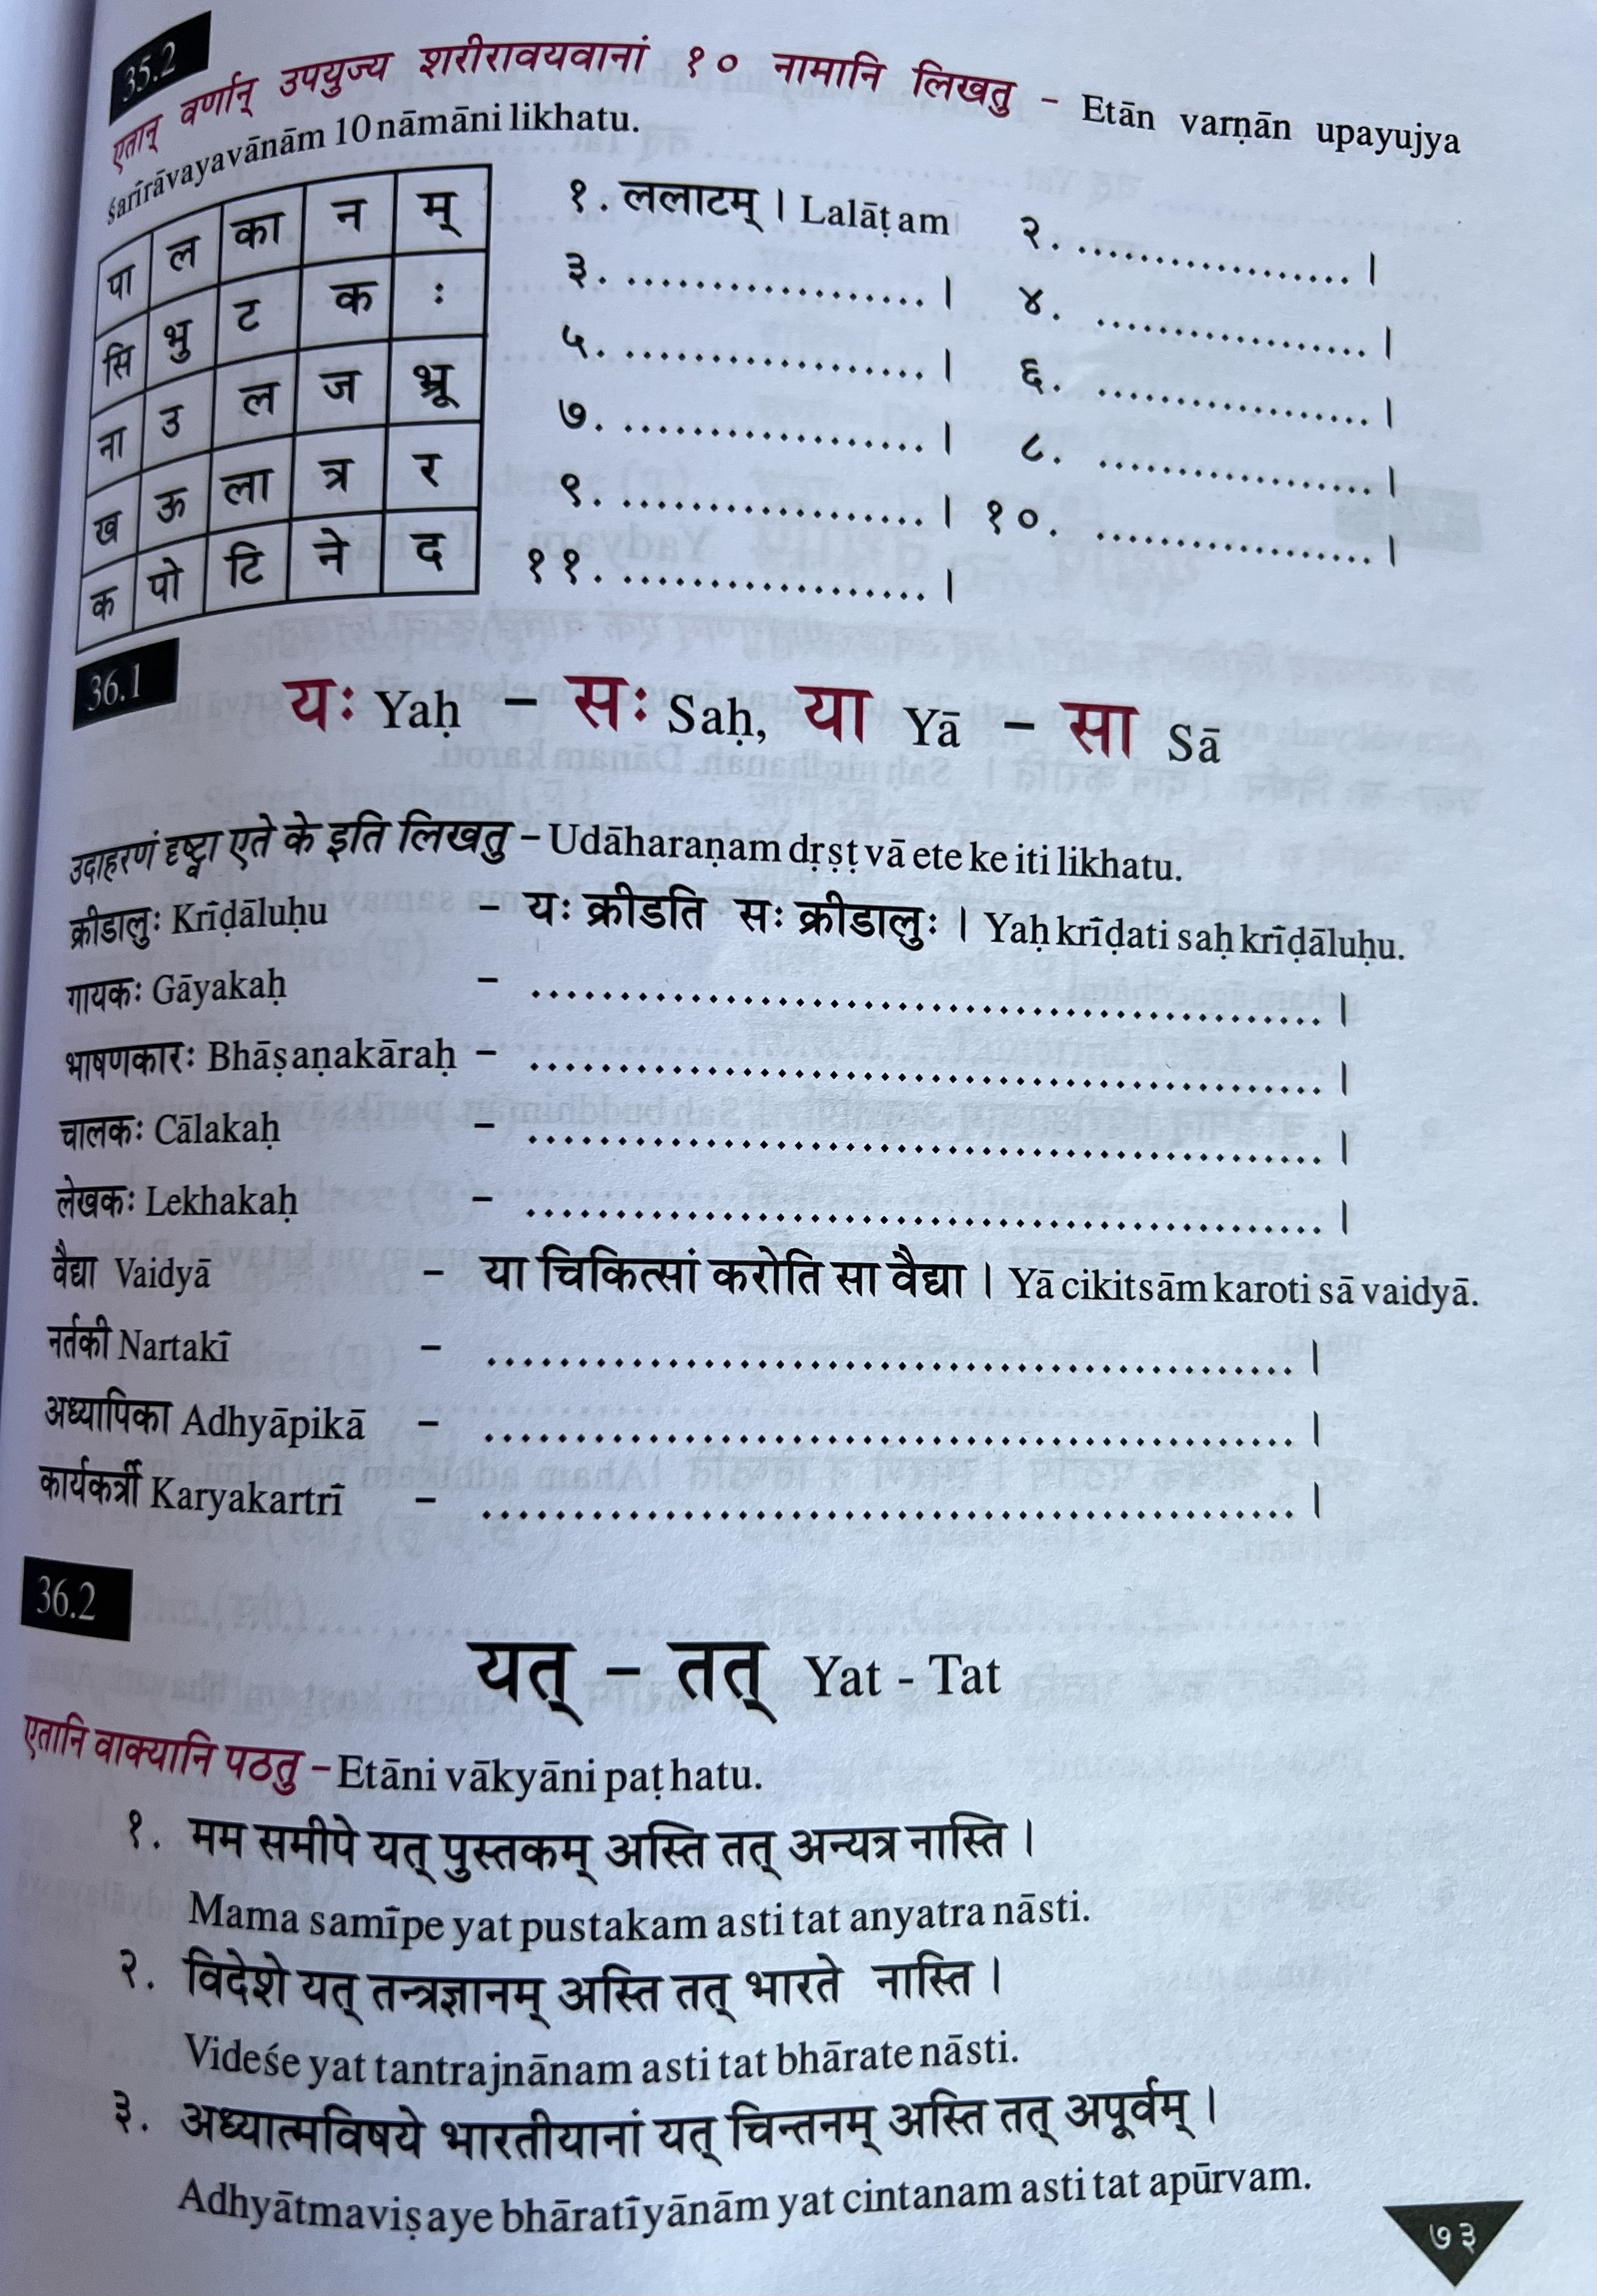 35.2
एतान् वर्णान् उपयुज्य शरीरावयवानां १० नामानि लिखतु - Etān varṇān upayujya
śarīrāvayavānām 10 nāmāni likhatu.
पा ल का न म्
सि भु ट क ः
ना उ ल ज भ्रू
ख ऊ ला त्र र
क पो टि ने द
१. ललाटम् । Lalāṭam २. .................. ।
३. .................. । ४. .................. ।
५. .................. । ६. .................. ।
७. .................. । ८. .................. ।
९. .................. । १०. .................. ।
११. .................. ।
36.1
यः Yaḥ – सः Saḥ, या Yā – सा Sā
उदाहरणं दृष्ट्वा एते के इति लिखतु – Udāharaṇam dṛṣṭvā ete ke iti likhatu.
क्रीडालुः Krīḍāluḥu – यः क्रीडति सः क्रीडालुः । Yaḥ krīḍati saḥ krīḍāluḥu.
गायकः Gāyakaḥ – ............................................ ।
भाषणकारः Bhāṣaṇakāraḥ – ............................................ ।
चालकः Cālakaḥ – ............................................ ।
लेखकः Lekhakaḥ – ............................................ ।
वैद्या Vaidyā – या चिकित्सां करोति सा वैद्या । Yā cikitsām karoti sā vaidyā.
नर्तकी Nartakī – ............................................ ।
अध्यापिका Adhyāpikā – ............................................ ।
कार्यकर्त्री Karyakartrī – ............................................ ।
36.2
यत् – तत् Yat - Tat
एतानि वाक्यानि पठतु – Etāni vākyāni paṭhatu.
१. मम समीपे यत् पुस्तकम् अस्ति तत् अन्यत्र नास्ति ।
Mama samīpe yat pustakam asti tat anyatra nāsti.
२. विदेशे यत् तन्त्रज्ञानम् अस्ति तत् भारते नास्ति ।
Videśe yat tantrajnānam asti tat bhārate nāsti.
३. अध्यात्मविषये भारतीयानां यत् चिन्तनम् अस्ति तत् अपूर्वम् ।
Adhyātmaviṣaye bhāratīyānām yat cintanam asti tat apūrvam.
७३